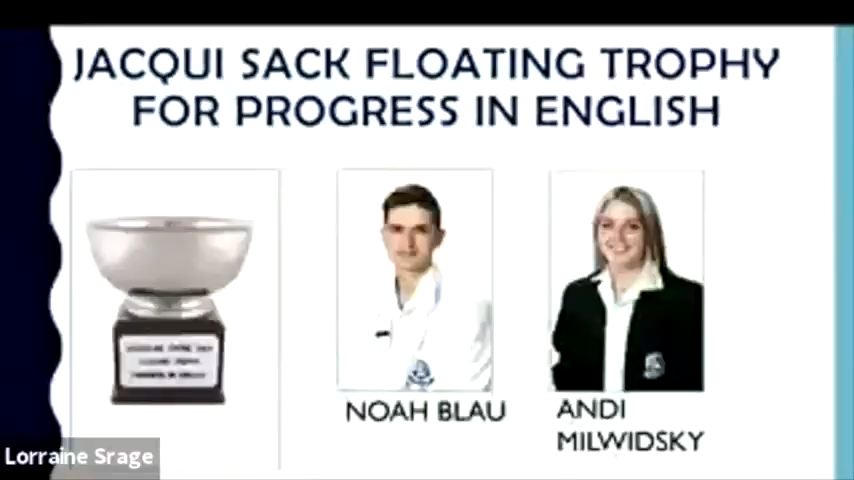 JACQUI SACK FLOATING TROPHY
FOR PROGRESS IN ENGLISH
NOAH BLAU
ANDI
MILWIDSKY
Lorraine Srage